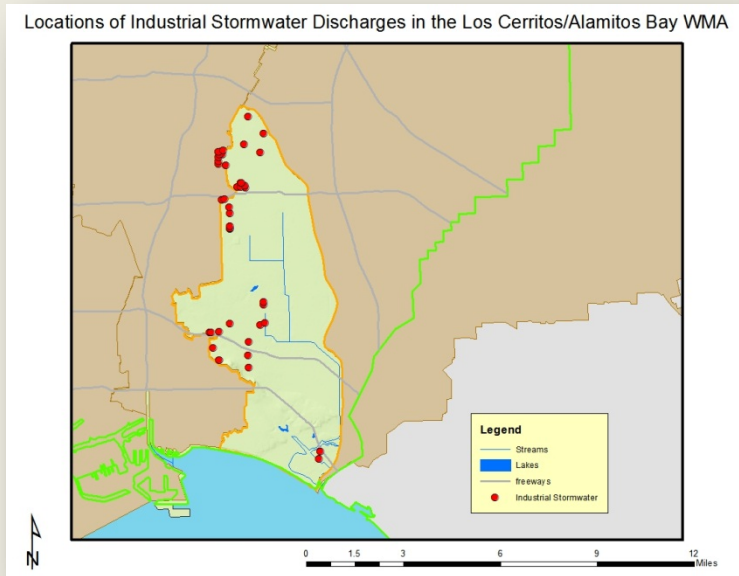 Locations of Industrial Stormwater Discharges in the Los Cerritos/Alamitos Bay WMA
Legend
Streams
Lakes
freeways
Industrial Stormwater
N
0 1.5 3 6 9 12
Miles